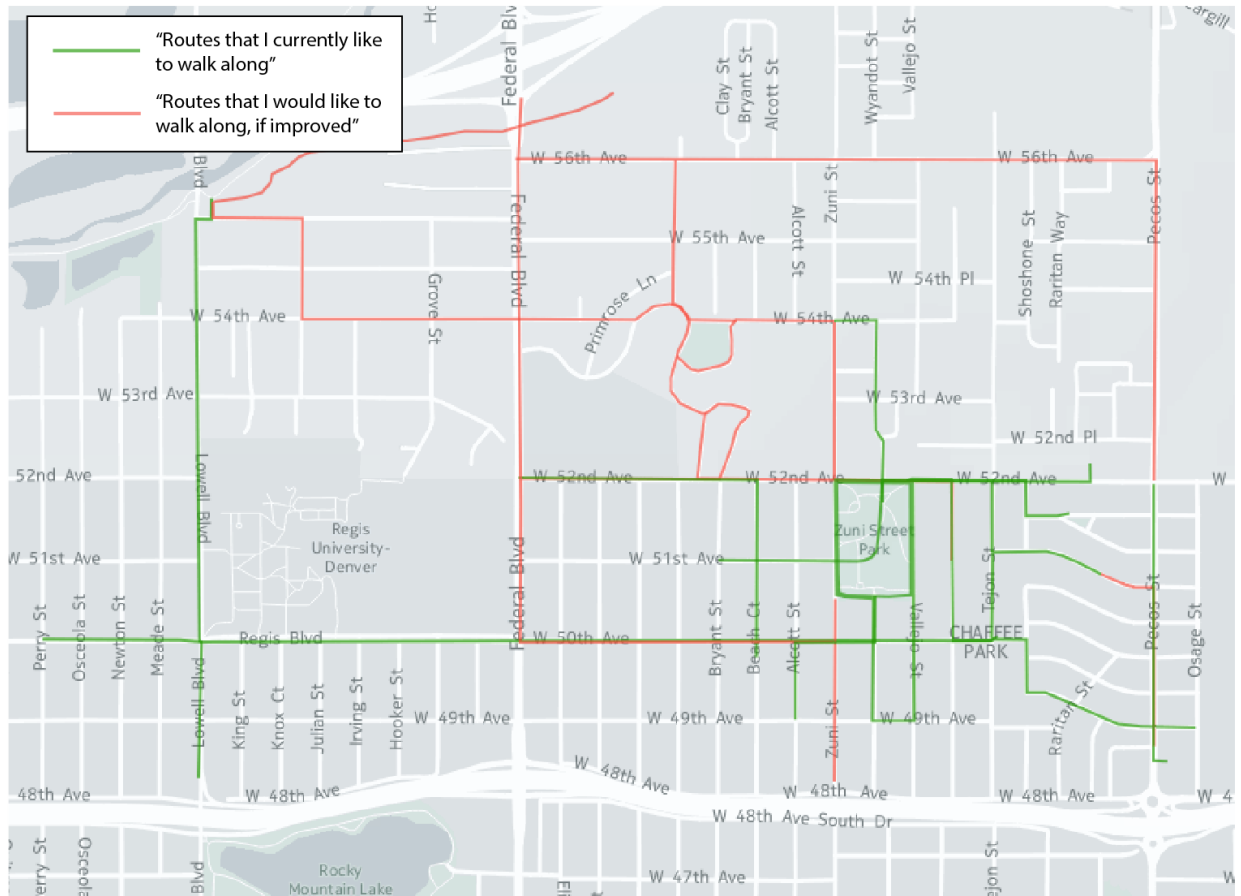 “Routes that I currently like
to walk along”
“Routes that I would like to
walk along, if improved”
Federal Blvd
Clay St
Bryant St
Alcott St
Wyandot St
Vallejo St
Blvd
W 56th Ave
W 56th Ave
Zuni St
Pecos St
Federal Blvd
W 55th Ave
Alcott St
Shoshone St
Raritan Way
W 54th Pl
Grove St
Primrose Ln
W 54th Ave
W 54th Ave
W 53rd Ave
W 53rd Ave
W 52nd Pl
52nd Ave
Lowell Blvd
W 52nd Ave
W 52nd Ave
W 52nd Ave
W
Regis
University-
Denver
Zuni Street
Park
W 51st Ave
W 51st Ave
Federal Blvd
Tejon St
Pecos St
Perry St
Osceola St
Newton St
Meade St
Regis Blvd
W 50th Ave
Bryant St
Beach Ct
Alcott St
Vallejo St
CHAFFEE
PARK
Osage St
Lowell Blvd
King St
Knox Ct
Julian St
Irving St
Hooker St
W 49th Ave
W 49th Ave
Zuni St
W 49th Ave
Raritan St
W 48th Ave
48th Ave
W 48th Ave
W 48th Ave
W 48th Ave
W 4
W 48th Ave South Dr
Blvd
Rocky
Mountain Lake
W 47th Ave